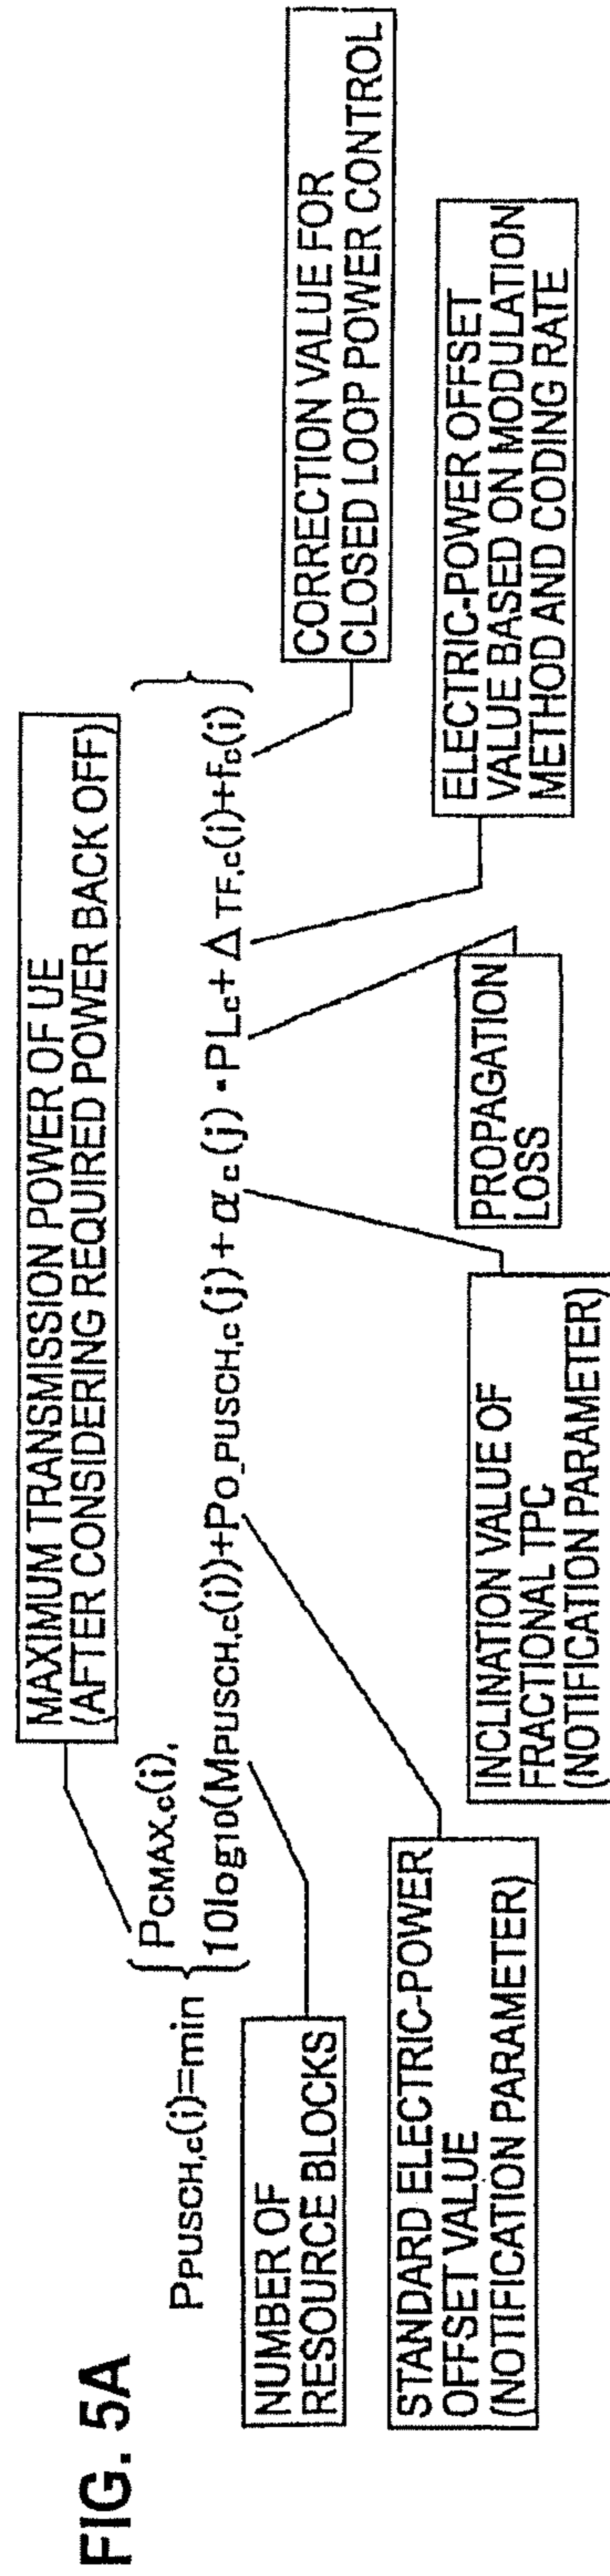 FIG. 5A
MAXIMUM TRANSMISSION POWER OF UE
(AFTER CONSIDERING REQUIRED POWER BACK OFF)
PPUSCH,c(i)=min
PCMAX,c(i),
10log10(MPUSCH,c(i))+PO_PUSCH,c(j)+αc(j)・PLc+ΔTF,c(i)+fc(i)
NUMBER OF
RESOURCE BLOCKS
STANDARD ELECTRIC-POWER
OFFSET VALUE
(NOTIFICATION PARAMETER)
INCLINATION VALUE OF
FRACTIONAL TPC
(NOTIFICATION PARAMETER)
PROPAGATION
LOSS
ELECTRIC-POWER OFFSET
VALUE BASED ON MODULATION
METHOD AND CODING RATE
CORRECTION VALUE FOR
CLOSED LOOP POWER CONTROL